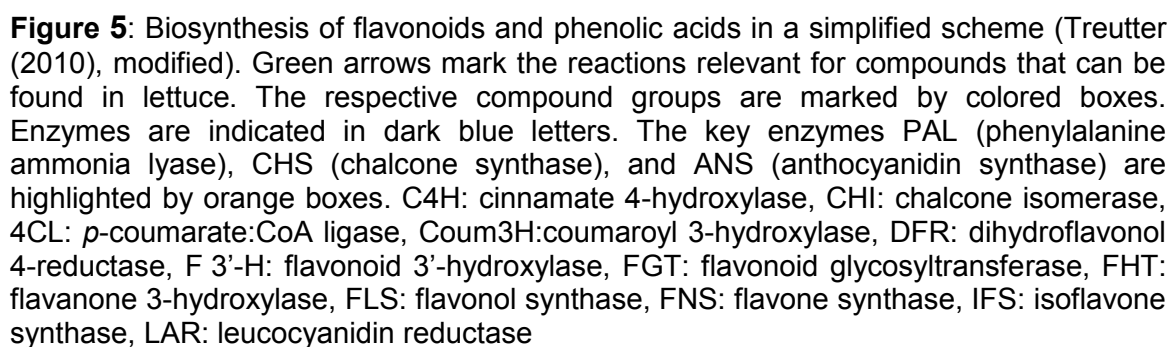 Figure 5: Biosynthesis of flavonoids and phenolic acids in a simplified scheme (Treutter
(2010), modified). Green arrows mark the reactions relevant for compounds that can be
found in lettuce. The respective compound groups are marked by colored boxes.
Enzymes are indicated in dark blue letters. The key enzymes PAL (phenylalanine
ammonia lyase), CHS (chalcone synthase), and ANS (anthocyanidin synthase) are
highlighted by orange boxes. C4H: cinnamate 4-hydroxylase, CHI: chalcone isomerase,
4CL: p-coumarate:CoA ligase, Coum3H:coumaroyl 3-hydroxylase, DFR: dihydroflavonol
4-reductase, F 3’-H: flavonoid 3’-hydroxylase, FGT: flavonoid glycosyltransferase, FHT:
flavanone 3-hydroxylase, FLS: flavonol synthase, FNS: flavone synthase, IFS: isoflavone
synthase, LAR: leucocyanidin reductase